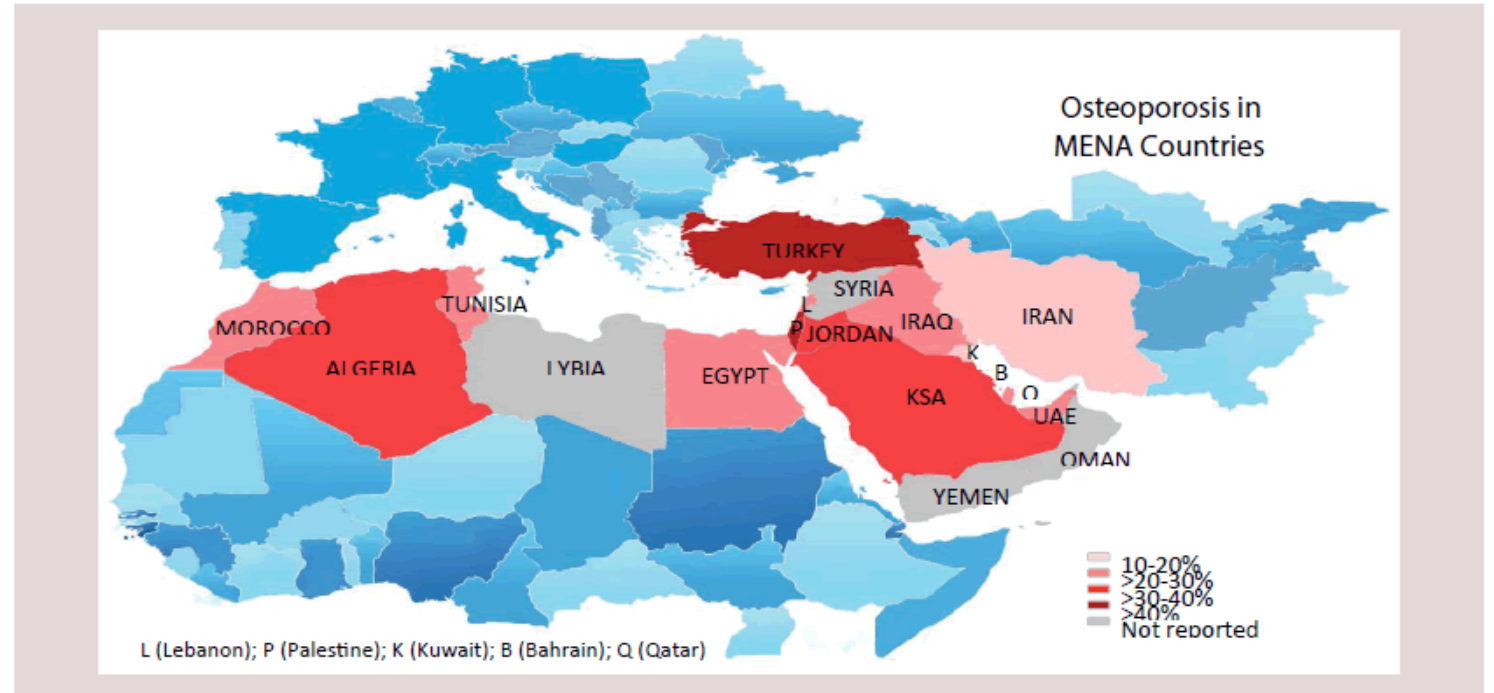 Osteoporosis in
MENA Countries
TURKEY
SYRIA
TUNISIA
L
MOROCCO
P
JORDAN
IRAQ
IRAN
K
ALGERIA
LYBIA
EGYPT
B
Q
KSA
UAE
OMAN
YEMEN
10-20%
>20-30%
>30-40%
>40%
Not reported
L (Lebanon); P (Palestine); K (Kuwait); B (Bahrain); Q (Qatar)